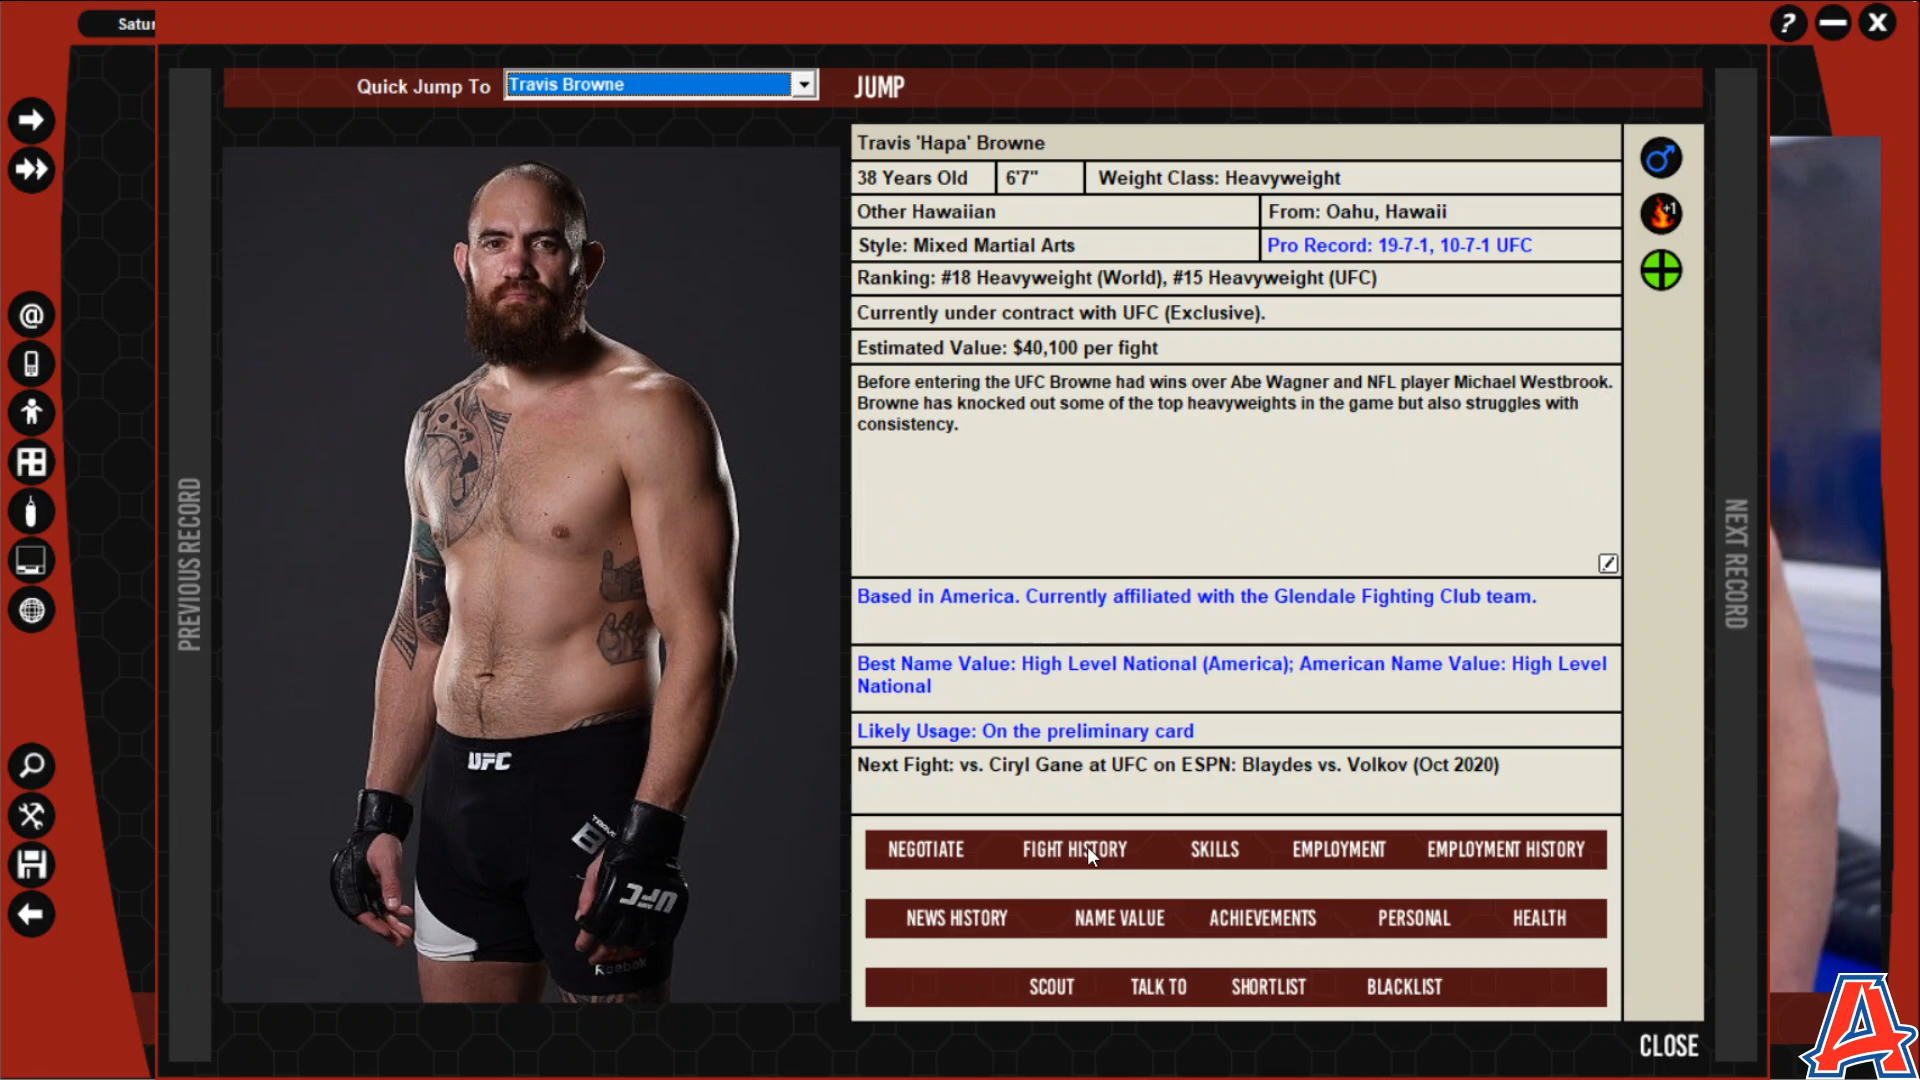 Satur
?
X
Quick Jump To
Travis Browne
JUMP
Travis 'Hapa' Browne
38 Years Old
6'7"
Weight Class: Heavyweight
Other Hawaiian
From: Oahu, Hawaii
Style: Mixed Martial Arts
Pro Record: 19-7-1, 10-7-1 UFC
Ranking: #18 Heavyweight (World), #15 Heavyweight (UFC)
Currently under contract with UFC (Exclusive).
Estimated Value: $40,100 per fight
Before entering the UFC Browne had wins over Abe Wagner and NFL player Michael Westbrook.
Browne has knocked out some of the top heavyweights in the game but also struggles with
consistency.
Based in America. Currently affiliated with the Glendale Fighting Club team.
Best Name Value: High Level National (America); American Name Value: High Level
National
Likely Usage: On the preliminary card
Next Fight: vs. Ciryl Gane at UFC on ESPN: Blaydes vs. Volkov (Oct 2020)
NEGOTIATE
FIGHT HISTORY
SKILLS
EMPLOYMENT
EMPLOYMENT HISTORY
NEWS HISTORY
NAME VALUE
ACHIEVEMENTS
PERSONAL
HEALTH
SCOUT
TALK TO
SHORTLIST
BLACKLIST
CLOSE
PREVIOUS RECORD
NEXT RECORD
+1
@
UFC
UFC
Reebok
A